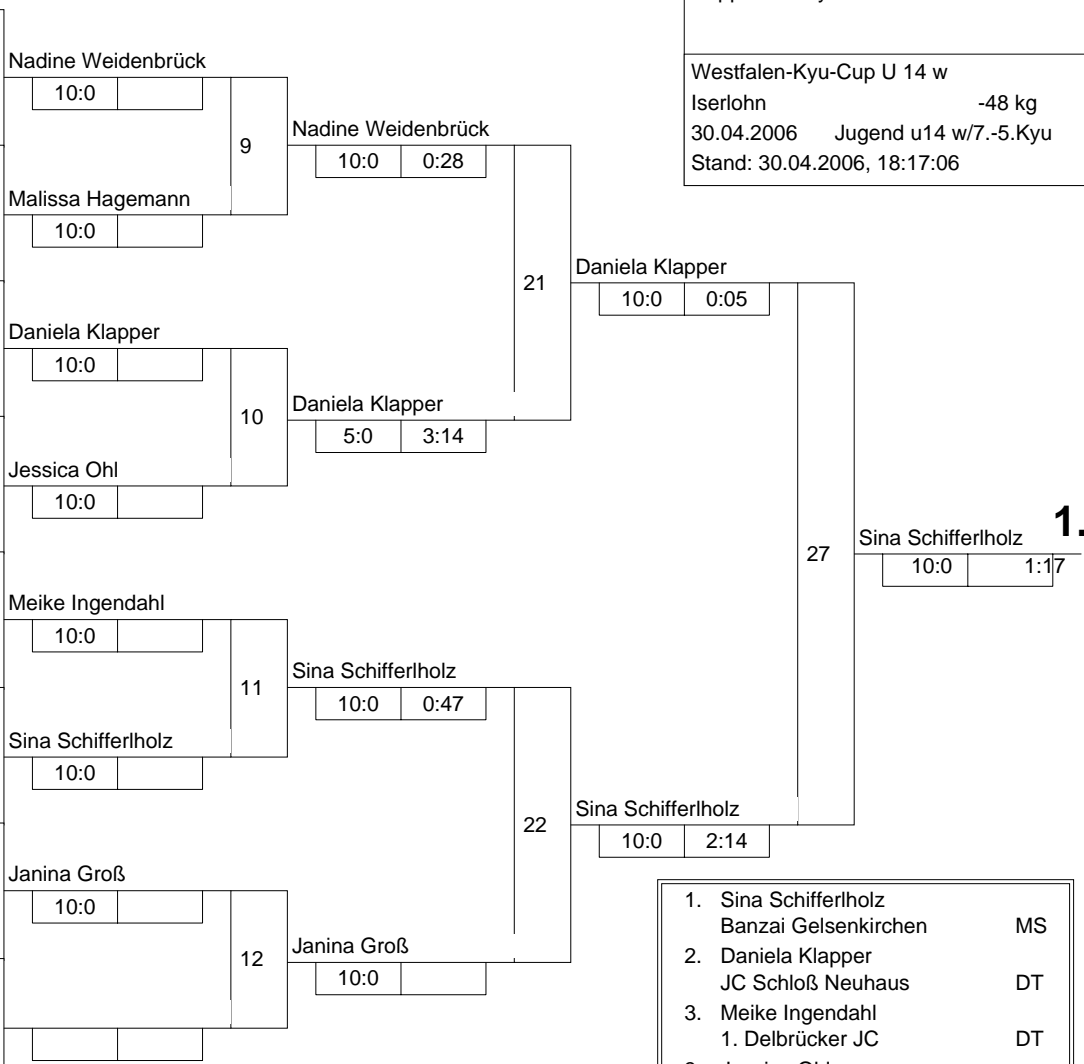 Westfalen-Kyu-Cup U 14 w
Iserlohn -48 kg
30.04.2006 Jugend u14 w/7.-5.Kyu
Stand: 30.04.2006, 18:17:06
Nadine Weidenbrück
10:0
9
Nadine Weidenbrück
10:0 0:28
Malissa Hagemann
10:0
21
Daniela Klapper
10:0 0:05
Daniela Klapper
10:0
10
Daniela Klapper
5:0 3:14
Jessica Ohl
10:0
27
Sina Schifferlholz 1.
10:0 1:17
Meike Ingendahl
10:0
11
Sina Schifferlholz
10:0 0:47
Sina Schifferlholz
10:0
22
Sina Schifferlholz
10:0 2:14
Janina Groß
10:0
12
Janina Groß
10:0
1. Sina Schifferlholz
Banzai Gelsenkirchen MS
2. Daniela Klapper
JC Schloß Neuhaus DT
3. Meike Ingendahl
1. Delbrücker JC DT